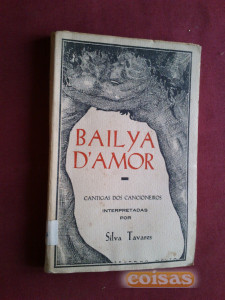 BAILYA
D'AMOR
CANTIGAS DOS CANCIONEIROS
INTERPRETADAS
POR
Silva Tavares
coisas